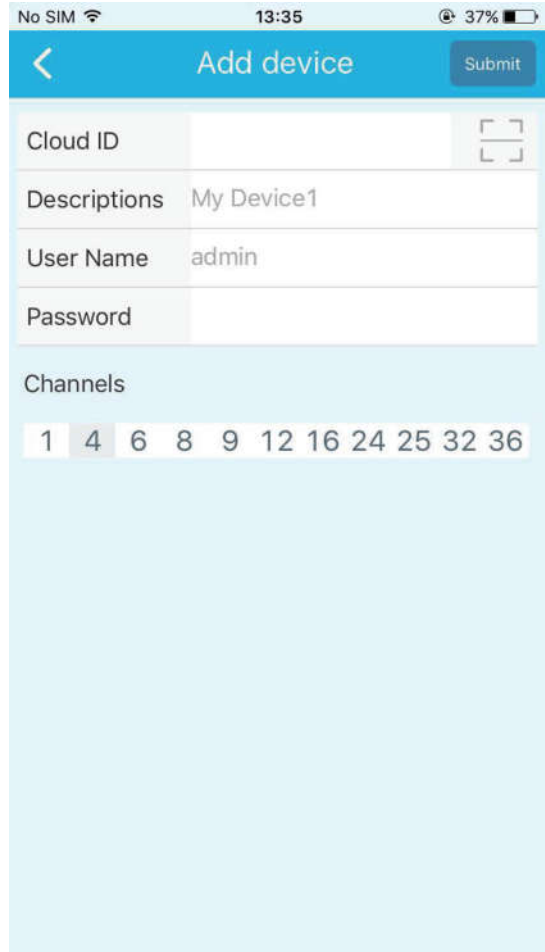 No SIM 13:35 37%
Add device Submit
Cloud ID
Descriptions My Device1
User Name admin
Password
Channels
1 4 6 8 9 12 16 24 25 32 36